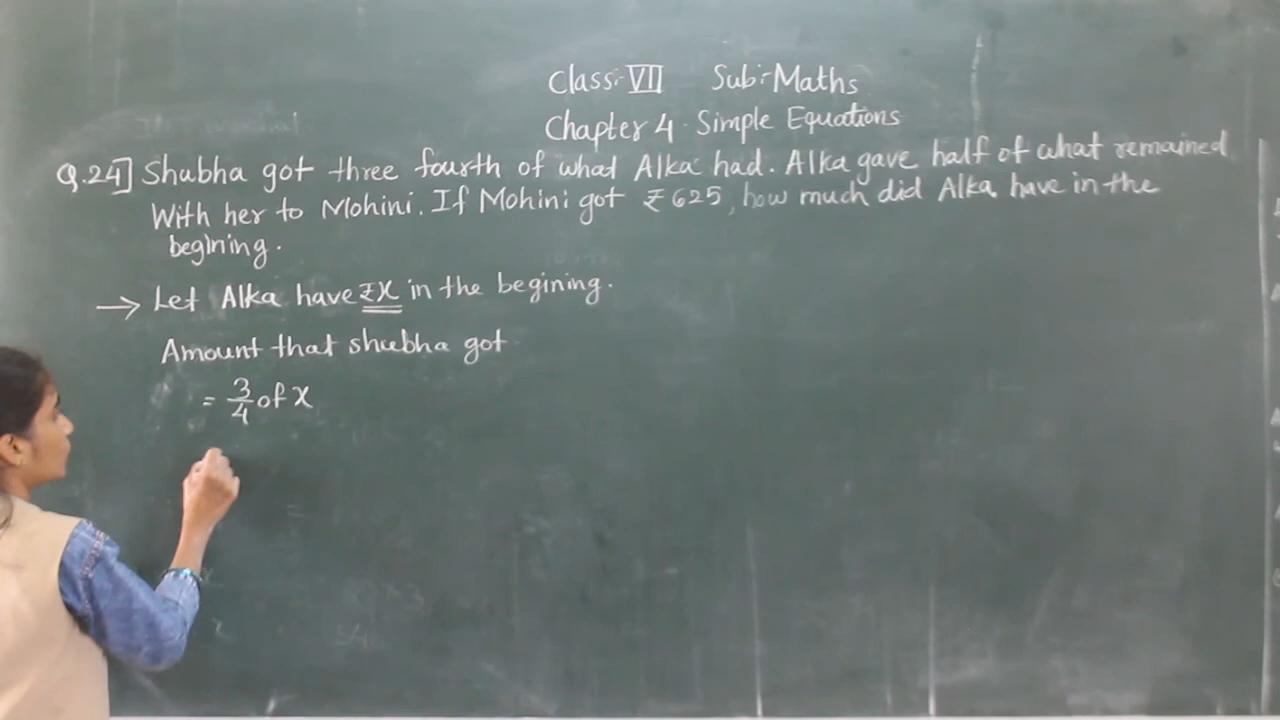 Class:- VII Sub:- Maths
Chapter 4. Simple Equations
Q.24] Shubha got three fourth of what Alka had. Alka gave half of what remained
With her to Mohini. If Mohini got ₹ 625, how much did Alka have in the
begining.
→ Let Alka have ₹x in the begining.
Amount that shubha got
= 3/4 of x